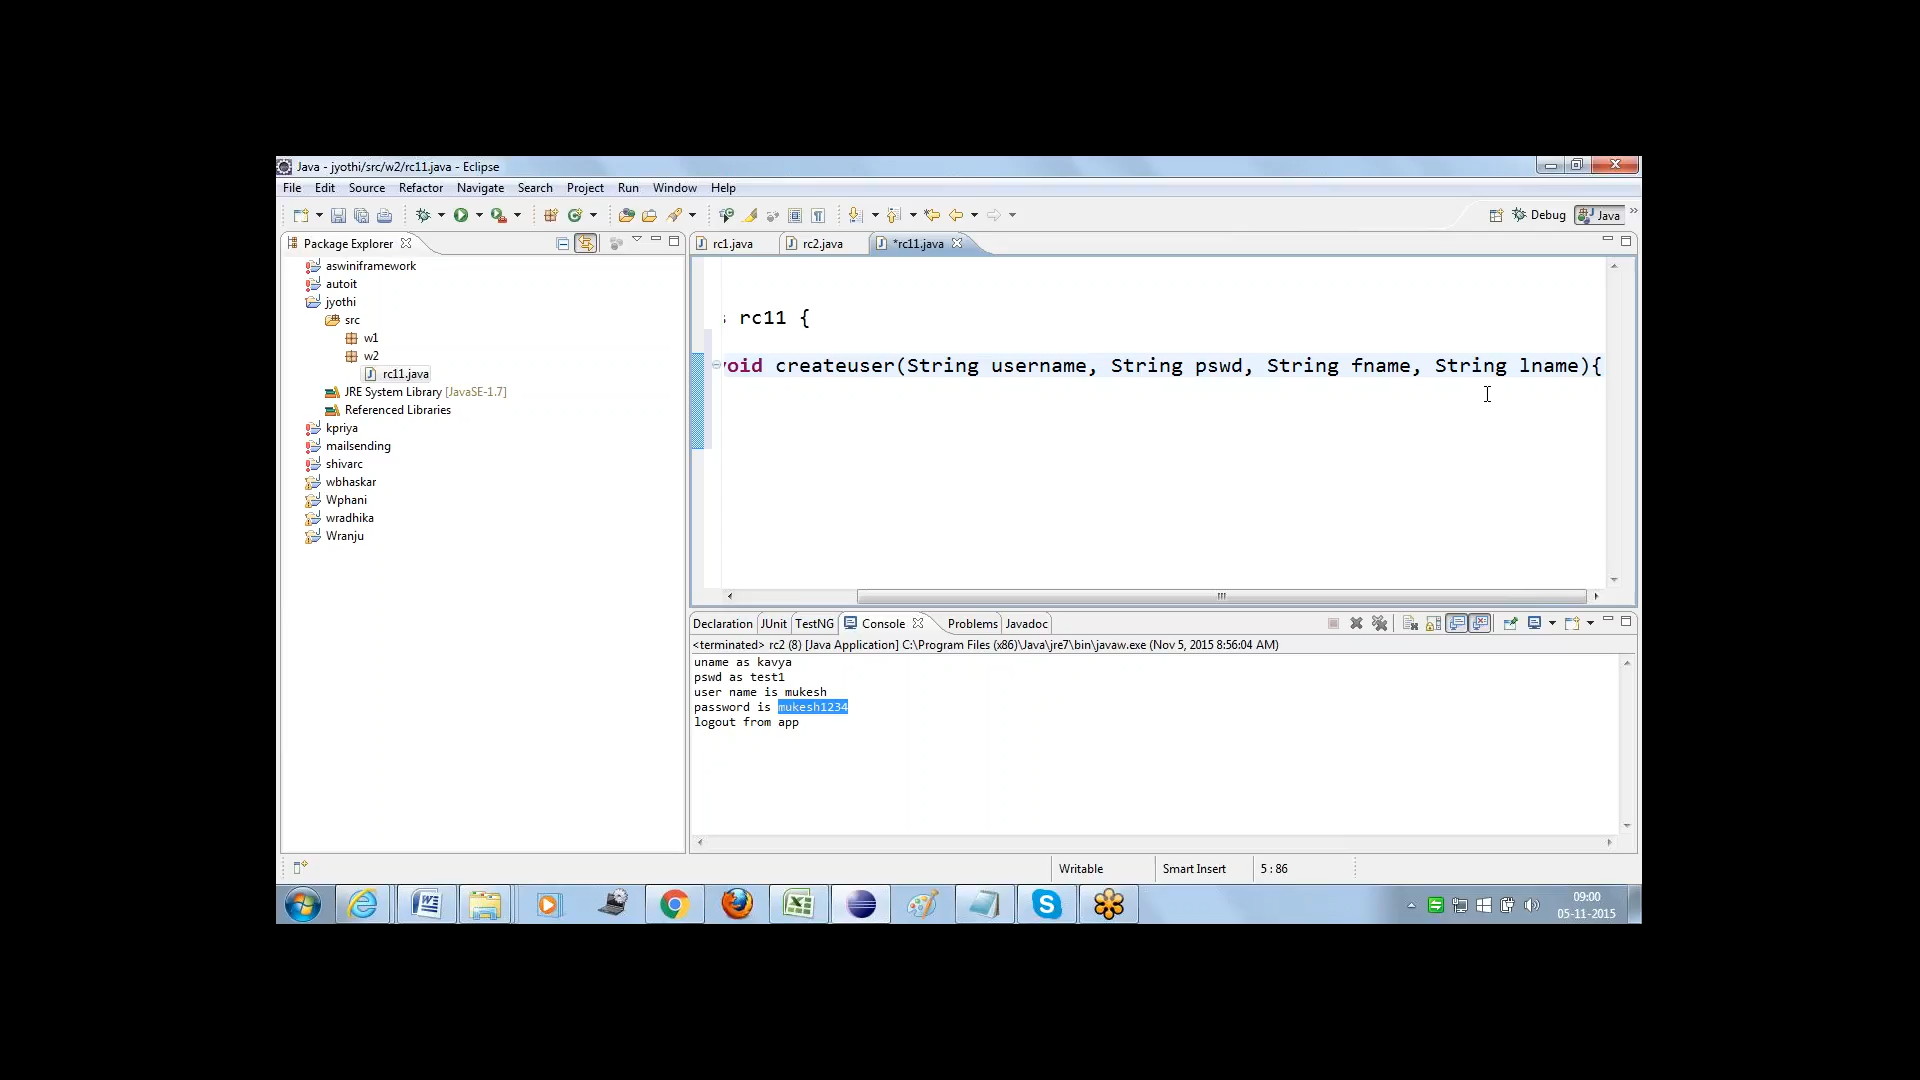 Java - jyothi/src/w2/rc11.java - Eclipse
File Edit Source Refactor Navigate Search Project Run Window Help
Debug Java
Package Explorer
rc1.java rc2.java *rc11.java
aswiniframework
autoit
jyothi
src
w1
w2
rc11.java
JRE System Library [JavaSE-1.7]
Referenced Libraries
kpriya
mailsending
shivarc
wbhaskar
Wphani
wradhika
Wranju
rc11 {
void createuser(String username, String pswd, String fname, String lname){
Declaration JUnit TestNG Console Problems Javadoc
<terminated> rc2 (8) [Java Application] C:\Program Files (x86)\Java\jre7\bin\javaw.exe (Nov 5, 2015 8:56:04 AM)
uname as kavya
pswd as test1
user name is mukesh
password is mukesh1234
logout from app
Writable Smart Insert 5 : 86
09:00
05-11-2015